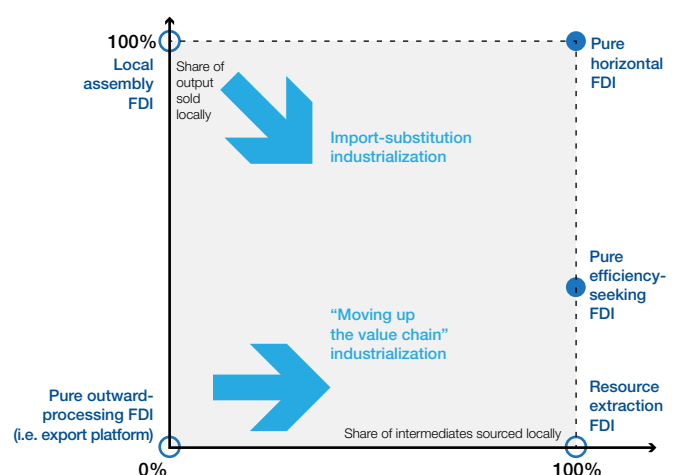 100%
Local
assembly
FDI
Share of
output
sold
locally
Pure
horizontal
FDI
Import-substitution
industrialization
Pure
efficiency-
seeking
FDI
“Moving up
the value chain”
industrialization
Pure outward-
processing FDI
(i.e. export platform)
Resource
extraction
FDI
Share of intermediates sourced locally
0%
100%